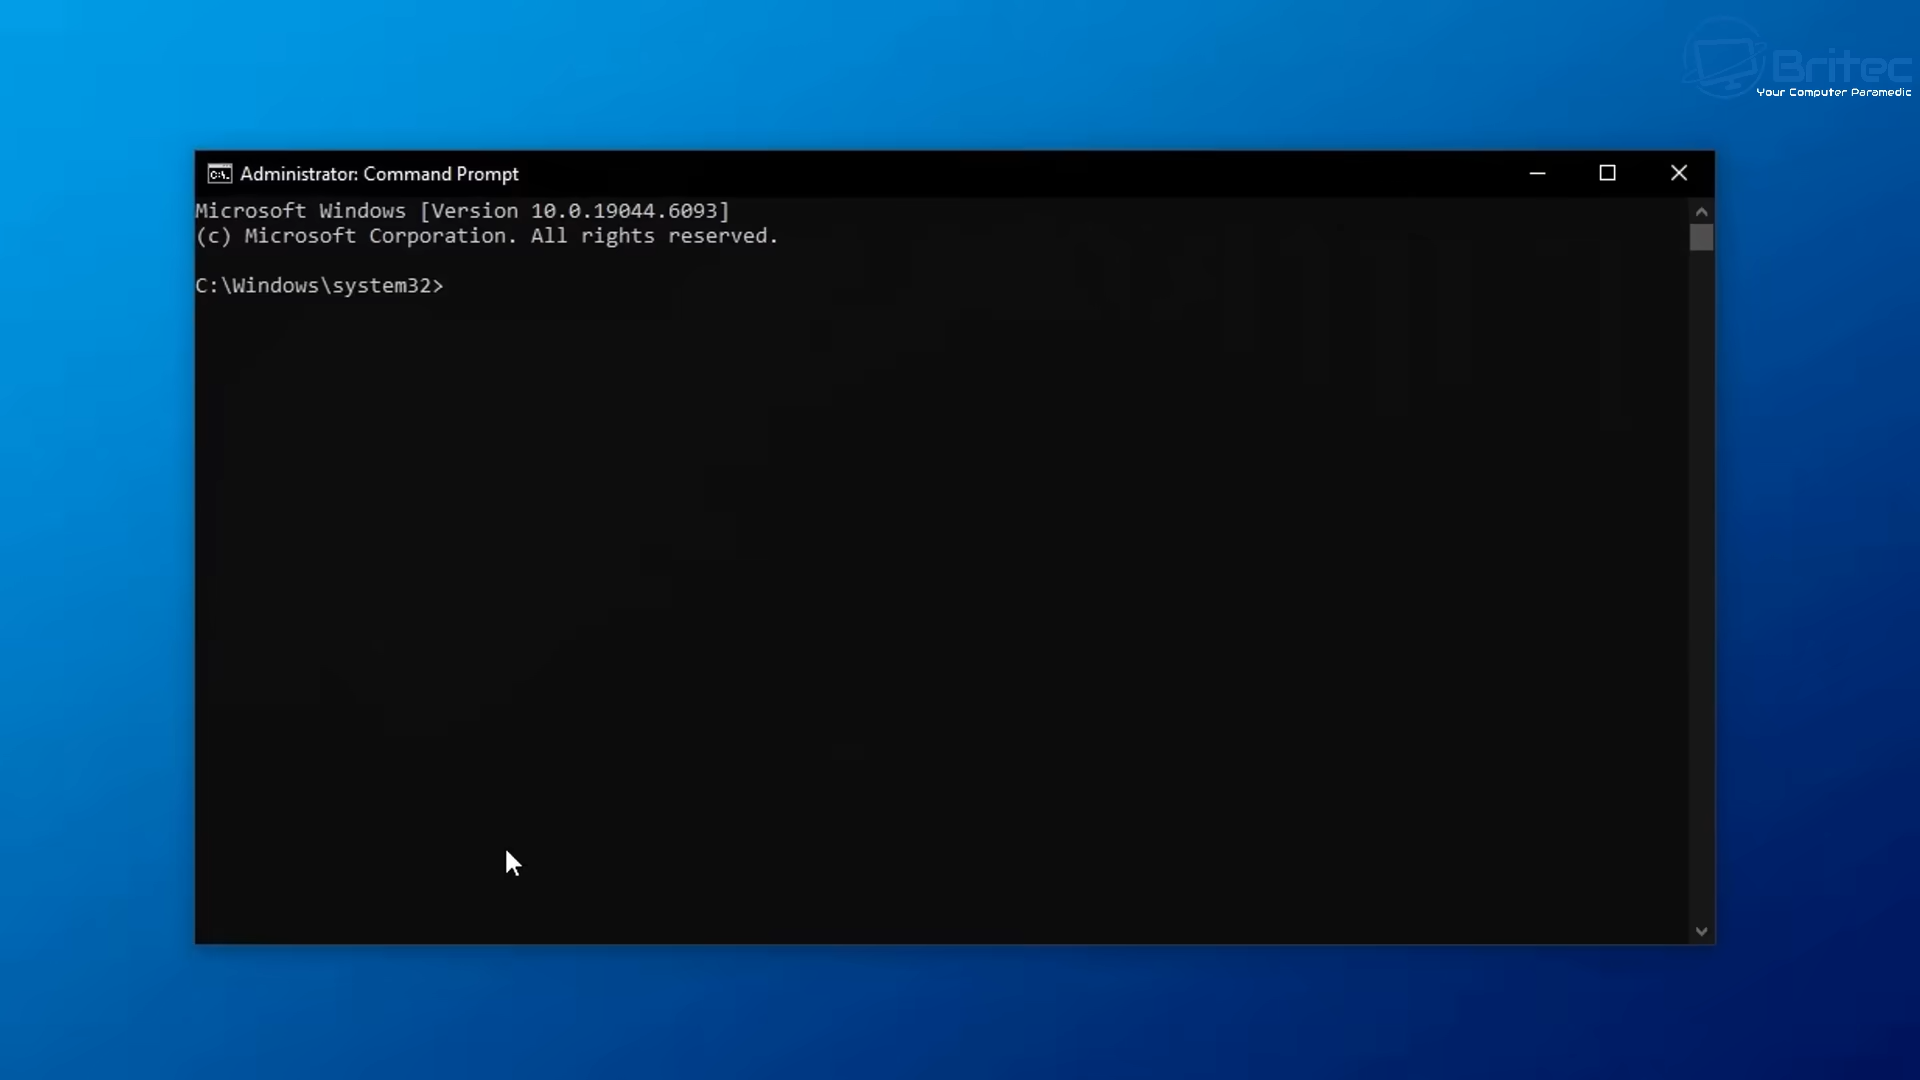 Britec
Your Computer Paramedic
Administrator: Command Prompt
Microsoft Windows [Version 10.0.19044.6093]
(c) Microsoft Corporation. All rights reserved.
C:\Windows\system32>